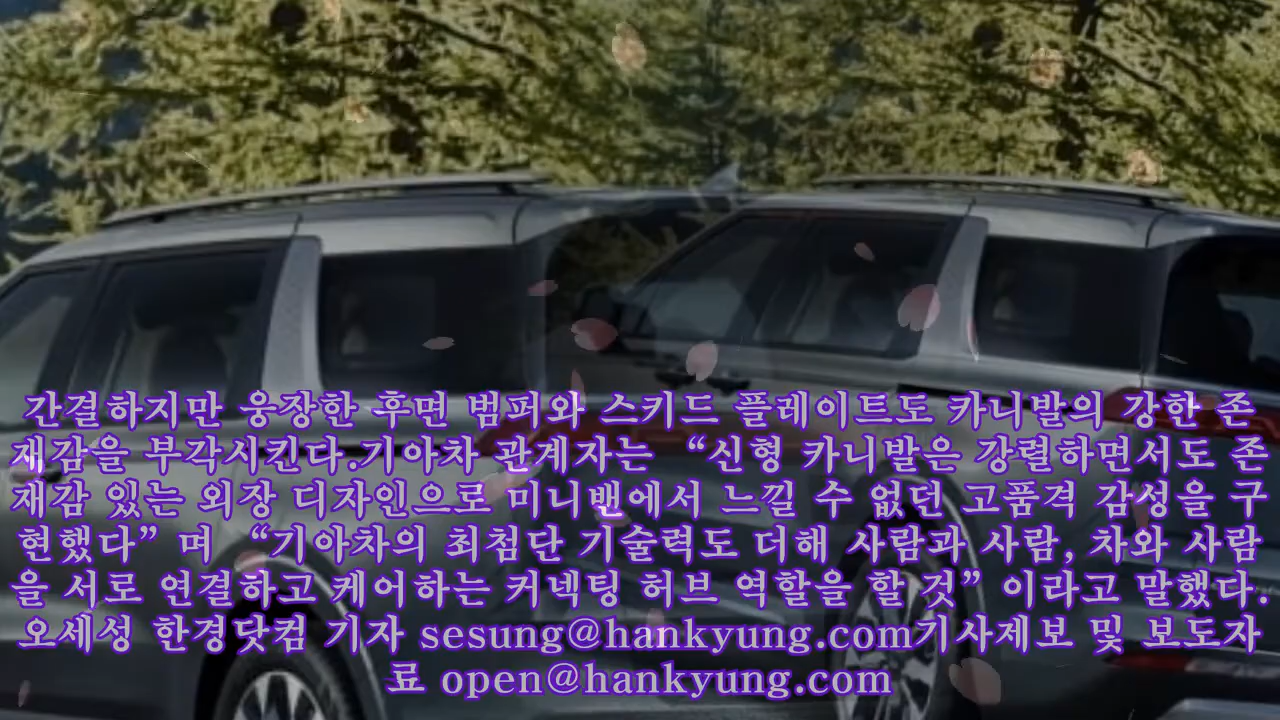 간결하지만 웅장한 후면 범퍼와 스키드 플레이트도 카니발의 강한 존
재감을 부각시킨다.기아차 관계자는 “신형 카니발은 강렬하면서도 존
재감 있는 외장 디자인으로 미니밴에서 느낄 수 없던 고품격 감성을 구
현했다”며 “기아차의 최첨단 기술력도 더해 사람과 사람, 차와 사람
을 서로 연결하고 케어하는 커넥팅 허브 역할을 할 것”이라고 말했다.
오세성 한경닷컴 기자 sesung@hankyung.com기사제보 및 보도자
료 open@hankyung.com